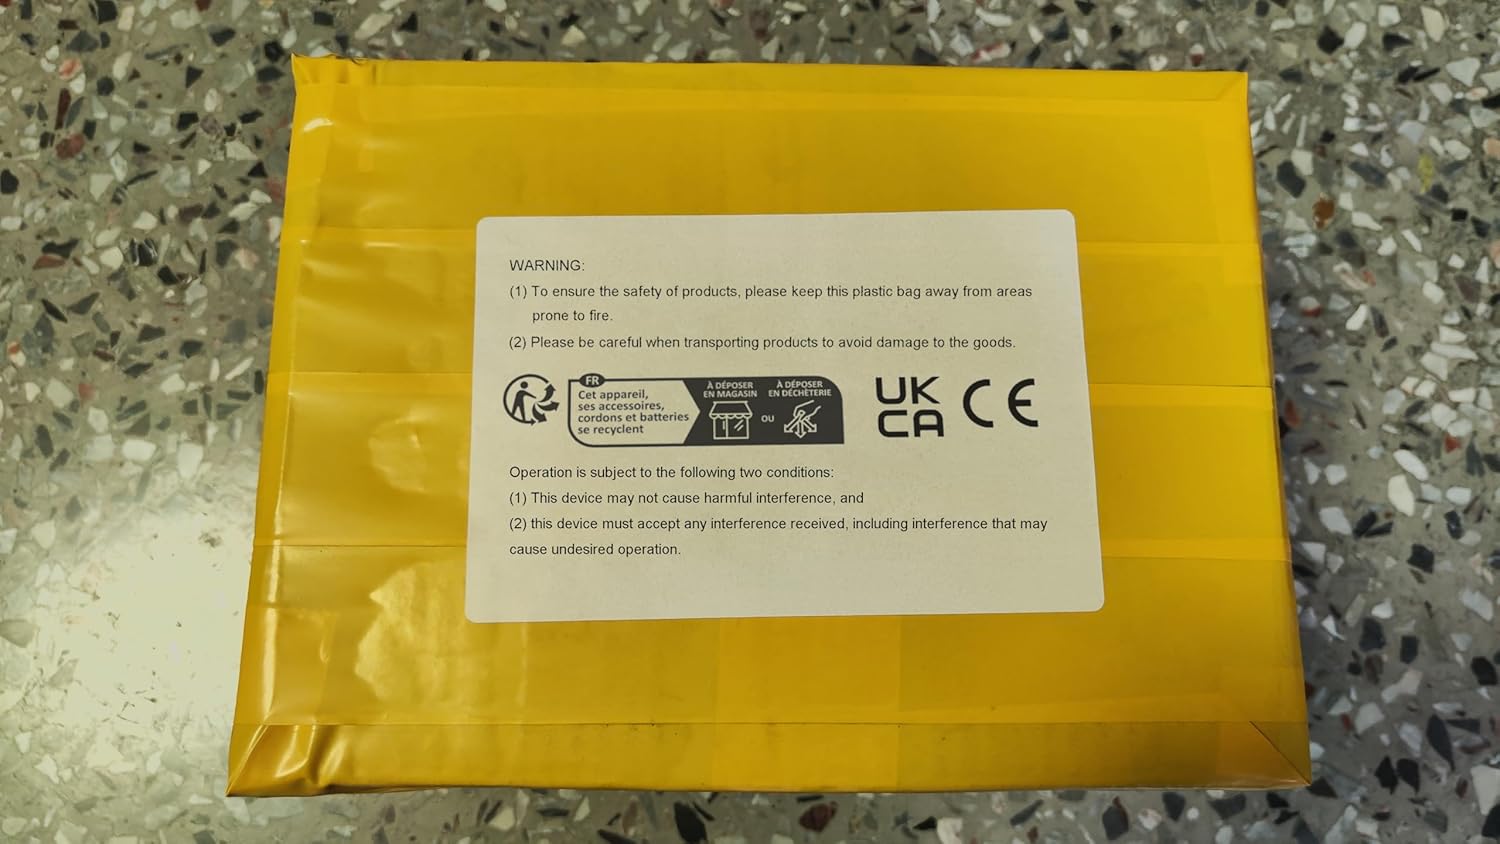 WARNING:
(1) To ensure the safety of products, please keep this plastic bag away from areas
prone to fire.
(2) Please be careful when transporting products to avoid damage to the goods.
FR
Cet appareil,
ses accessoires,
cordons et batteries
se recyclent
À DÉPOSER
EN MAGASIN
OU
À DÉPOSER
EN DÉCHÈTERIE
UK
CA
CE
Operation is subject to the following two conditions:
(1) This device may not cause harmful interference, and
(2) this device must accept any interference received, including interference that may
cause undesired operation.